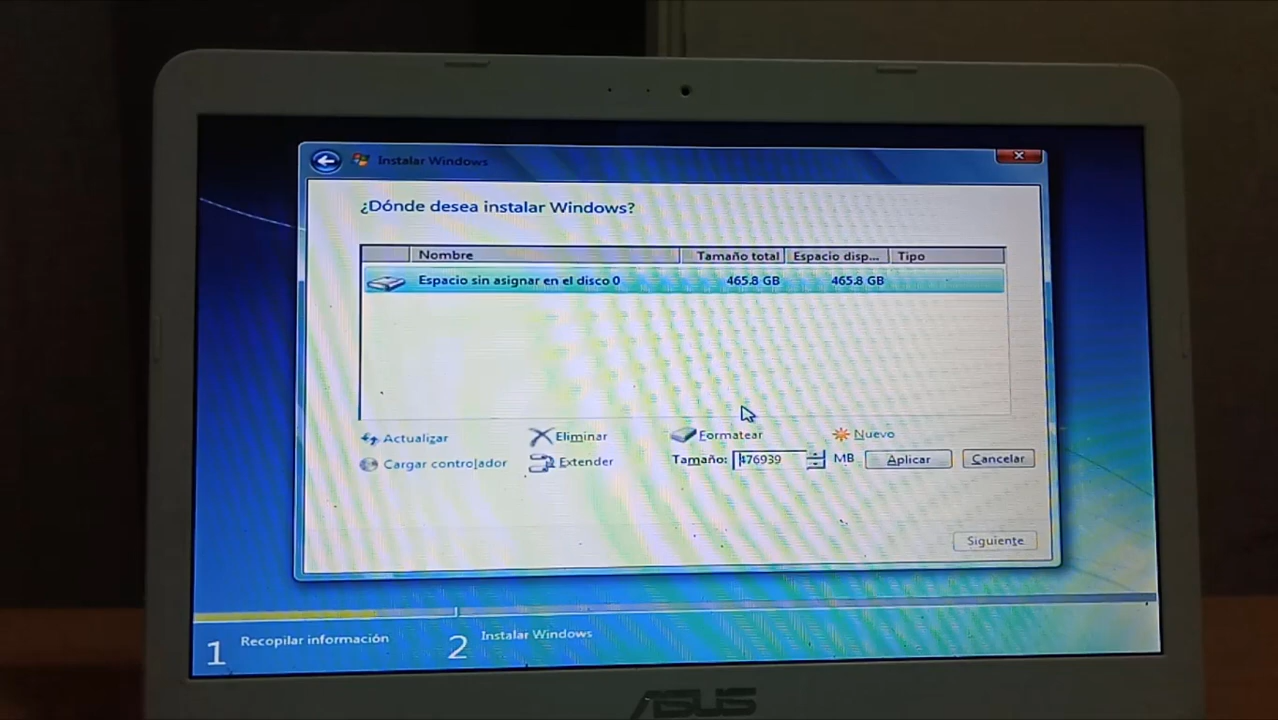 Instalar Windows
¿Dónde desea instalar Windows?
Nombre Tamaño total Espacio disp... Tipo
Espacio sin asignar en el disco 0 465.8 GB 465.8 GB
Actualizar Eliminar Formatear Nuevo
Cargar controlador Extender Tamaño: 476939 MB Aplicar Cancelar
Siguiente
1 Recopilar información 2 Instalar Windows
ASUS